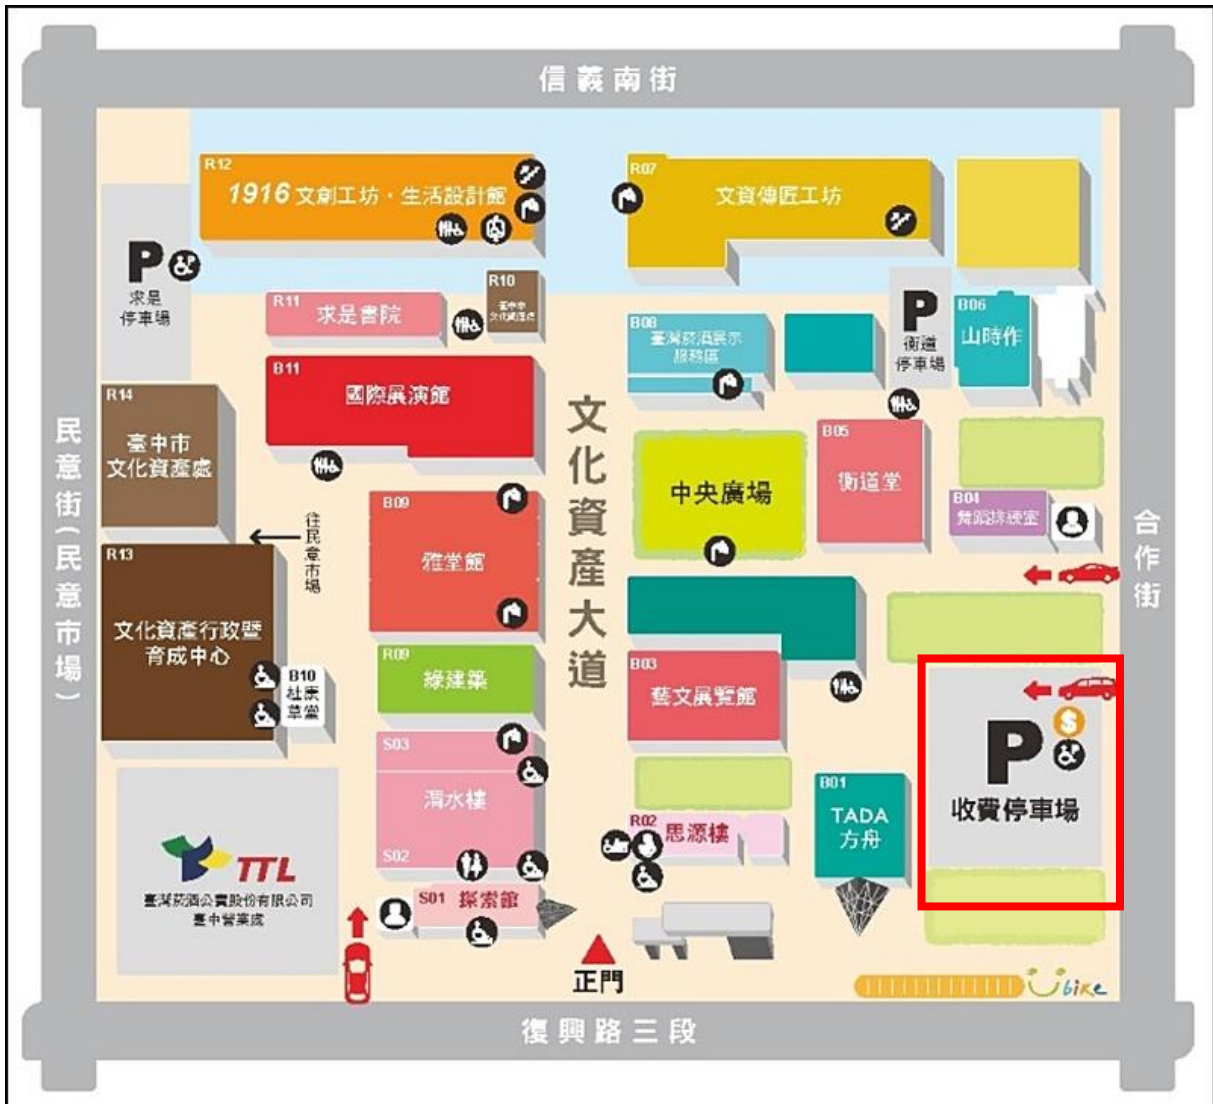 信義南街
R12
1916 文創工坊・生活設計館
R07
文資傳匠工坊
P
求是
停車場
R11
求是書院
R10
B08
臺灣菸酒展示
服務區
P
衡道
停車場
B06
山時作
B11
國際展演館
R14
臺中市
文化資產處
文化資產大道
中央廣場
B05
衡道堂
B04
舞蹈排練室
民意街(民意市場)
合作街
往民意市場
B09
雅堂館
R13
文化資產行政暨
育成中心
B10
杜康
草堂
R09
綠建築
B03
藝文展覽館
P
收費停車場
S03
渭水樓
S02
B01
TADA
方舟
R02
思源樓
TTL
臺灣菸酒公賣股份有限公司
臺中營業處
S01 探索館
正門
Ubike
復興路三段